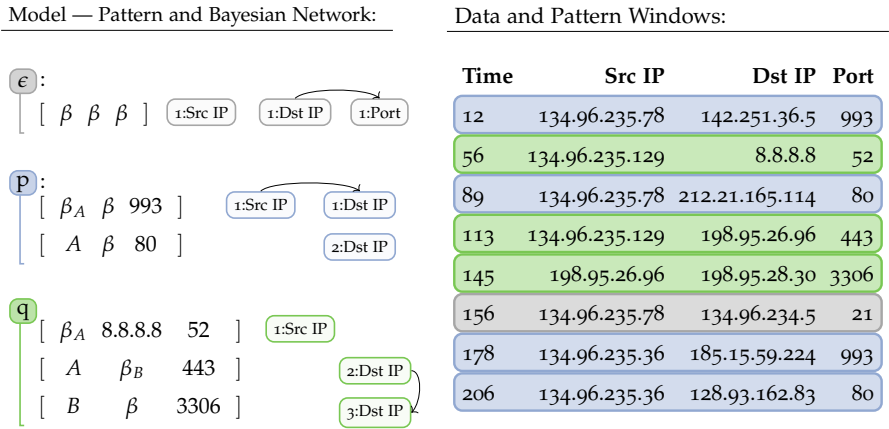 Model — Pattern and Bayesian Network:
ϵ :
[ β β β ] 1:Src IP 1:Dst IP 1:Port
p :
[ β_A β 993 ] 1:Src IP 1:Dst IP
[ A β 80 ] 2:Dst IP
q
[ β_A 8.8.8.8 52 ] 1:Src IP
[ A β_B 443 ] 2:Dst IP
[ B β 3306 ] 3:Dst IP
Data and Pattern Windows:
Time Src IP Dst IP Port
12 134.96.235.78 142.251.36.5 993
56 134.96.235.129 8.8.8.8 52
89 134.96.235.78 212.21.165.114 80
113 134.96.235.129 198.95.26.96 443
145 198.95.26.96 198.95.28.30 3306
156 134.96.235.78 134.96.234.5 21
178 134.96.235.36 185.15.59.224 993
206 134.96.235.36 128.93.162.83 80